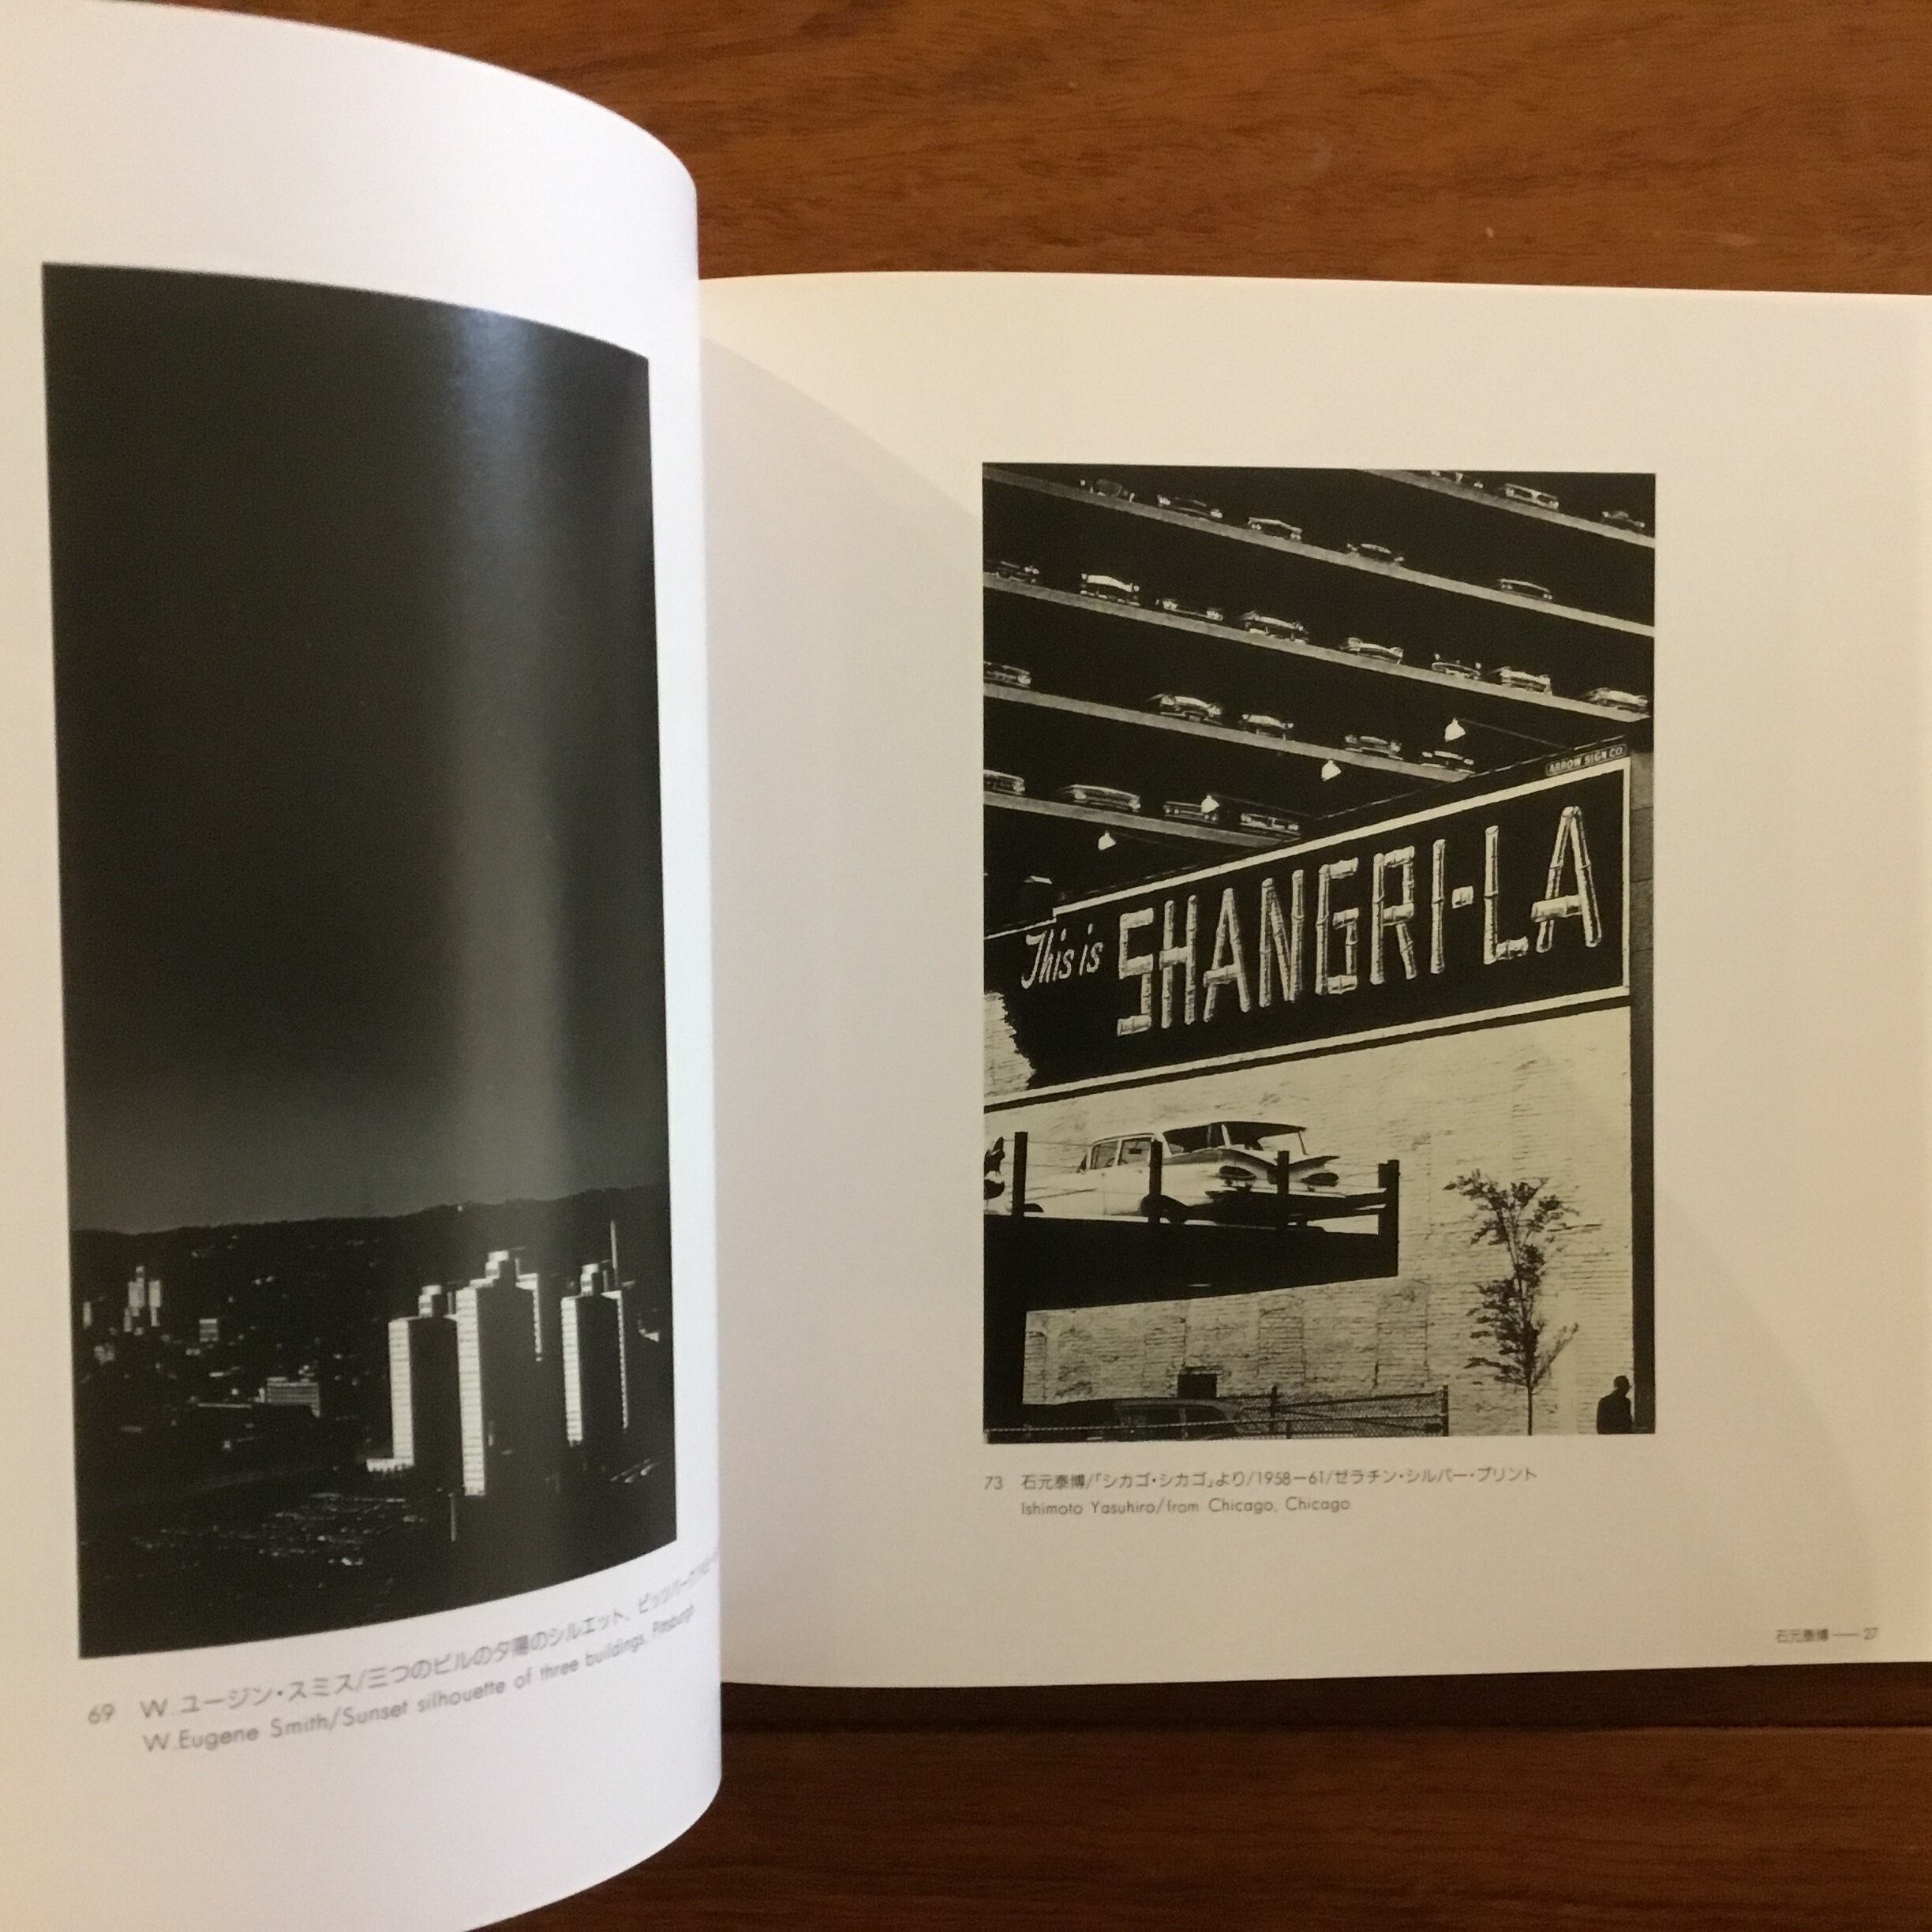 69 W.ユージン・スミス/三つのビルの夕陽のシルエット、ピッツバーグ
W.Eugene Smith/Sunset silhouette of three buildings, Pittsburgh
ARROW SIGN CO
This is SHANGRI-LA
73 石元泰博/「シカゴ・シカゴ」より/1958—61/ゼラチン・シルバー・プリント
Ishimoto Yasuhiro/from Chicago, Chicago
石元泰博——27